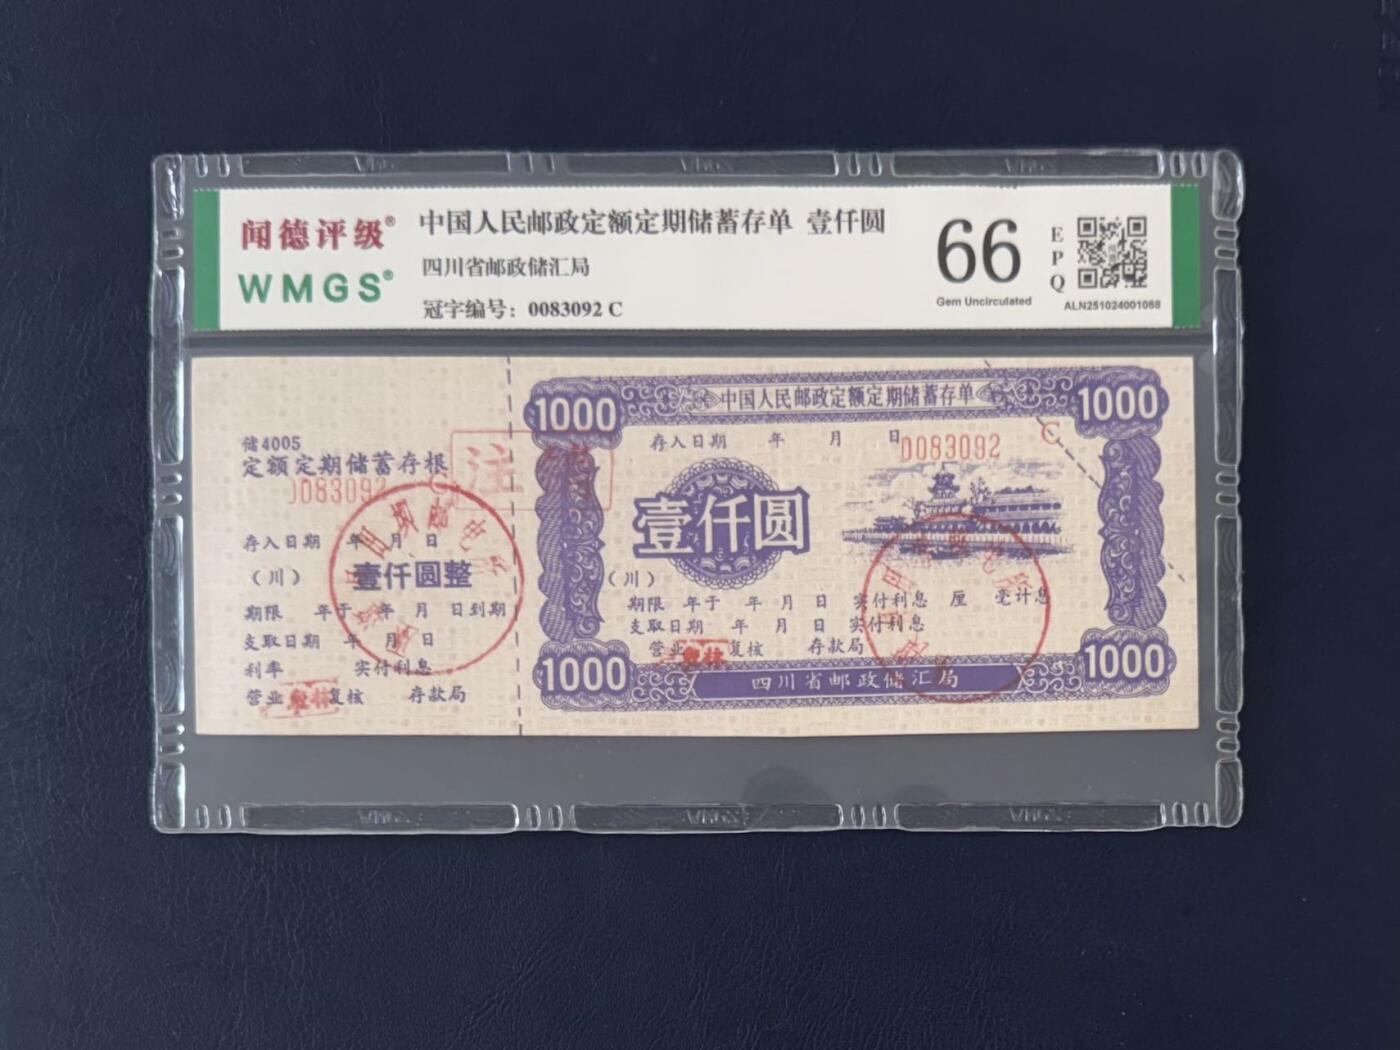 闻德评级®
WMGS®
中国人民邮政定额定期储蓄存单 壹仟圆
四川省邮政储汇局
冠字编号：0083092 C
66
Gem Uncirculated
EPQ
ALN251024001088
储4005
定额定期储蓄存根
0083092 C
存入日期 年 月 日
（川） 壹仟圆整
期限 年于 年 月 日到期
支取日期 年 月 日
利率 实付利息
营业 复核 存款局
注
1000
中国人民邮政定额定期储蓄存单
1000
存入日期 年 月 日
0083092
C
壹仟圆
（川）
期限 年于 年 月 日 实付利息 厘 毫计息
支取日期 年 月 日 实付利息
营业 复核 存款局
1000
四川省邮政储汇局
1000
WMGS
WMGS
WMGS